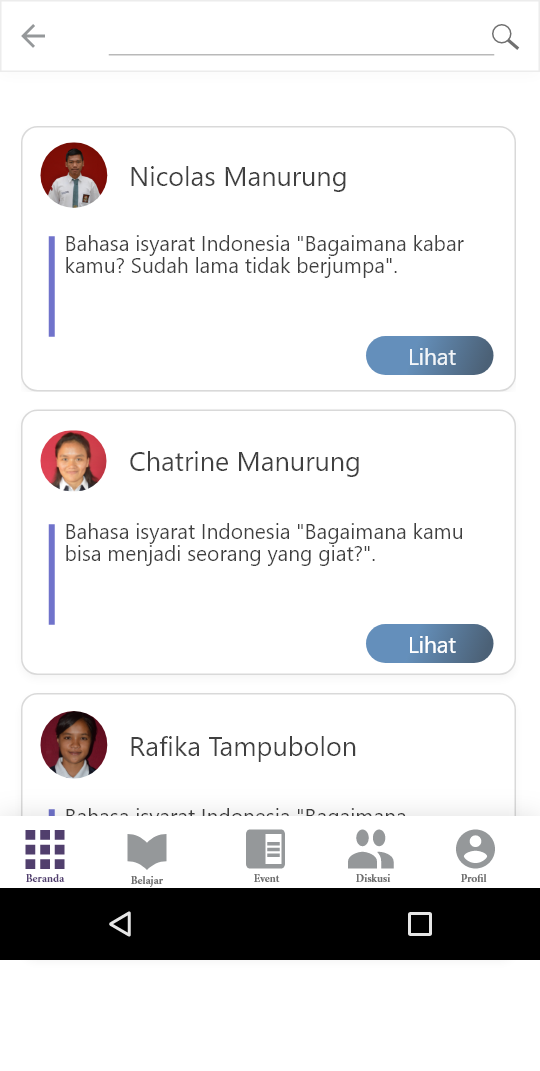 Nicolas Manurung
Bahasa isyarat Indonesia "Bagaimana kabar
kamu? Sudah lama tidak berjumpa".
Lihat
Chatrine Manurung
Bahasa isyarat Indonesia "Bagaimana kamu
bisa menjadi seorang yang giat?".
Lihat
Rafika Tampubolon
Bahasa isyarat Indonesia "Bagaimana
Beranda
Belajar
Event
Diskusi
Profil